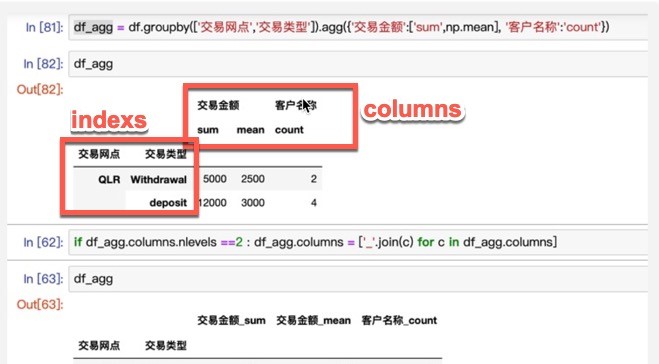 In [81]: df_agg = df.groupby(['交易网点','交易类型']).agg({'交易金额':['sum',np.mean], '客户名称':'count'})
In [82]: df_agg
Out[82]:
交易金额 客户名称
indexs
columns
sum mean count
交易网点 交易类型
QLR Withdrawal 5000 2500 2
deposit 12000 3000 4
In [62]: if df_agg.columns.nlevels ==2 : df_agg.columns = ['_'.join(c) for c in df_agg.columns]
In [63]: df_agg
Out[63]:
交易金额_sum 交易金额_mean 客户名称_count
交易网点 交易类型